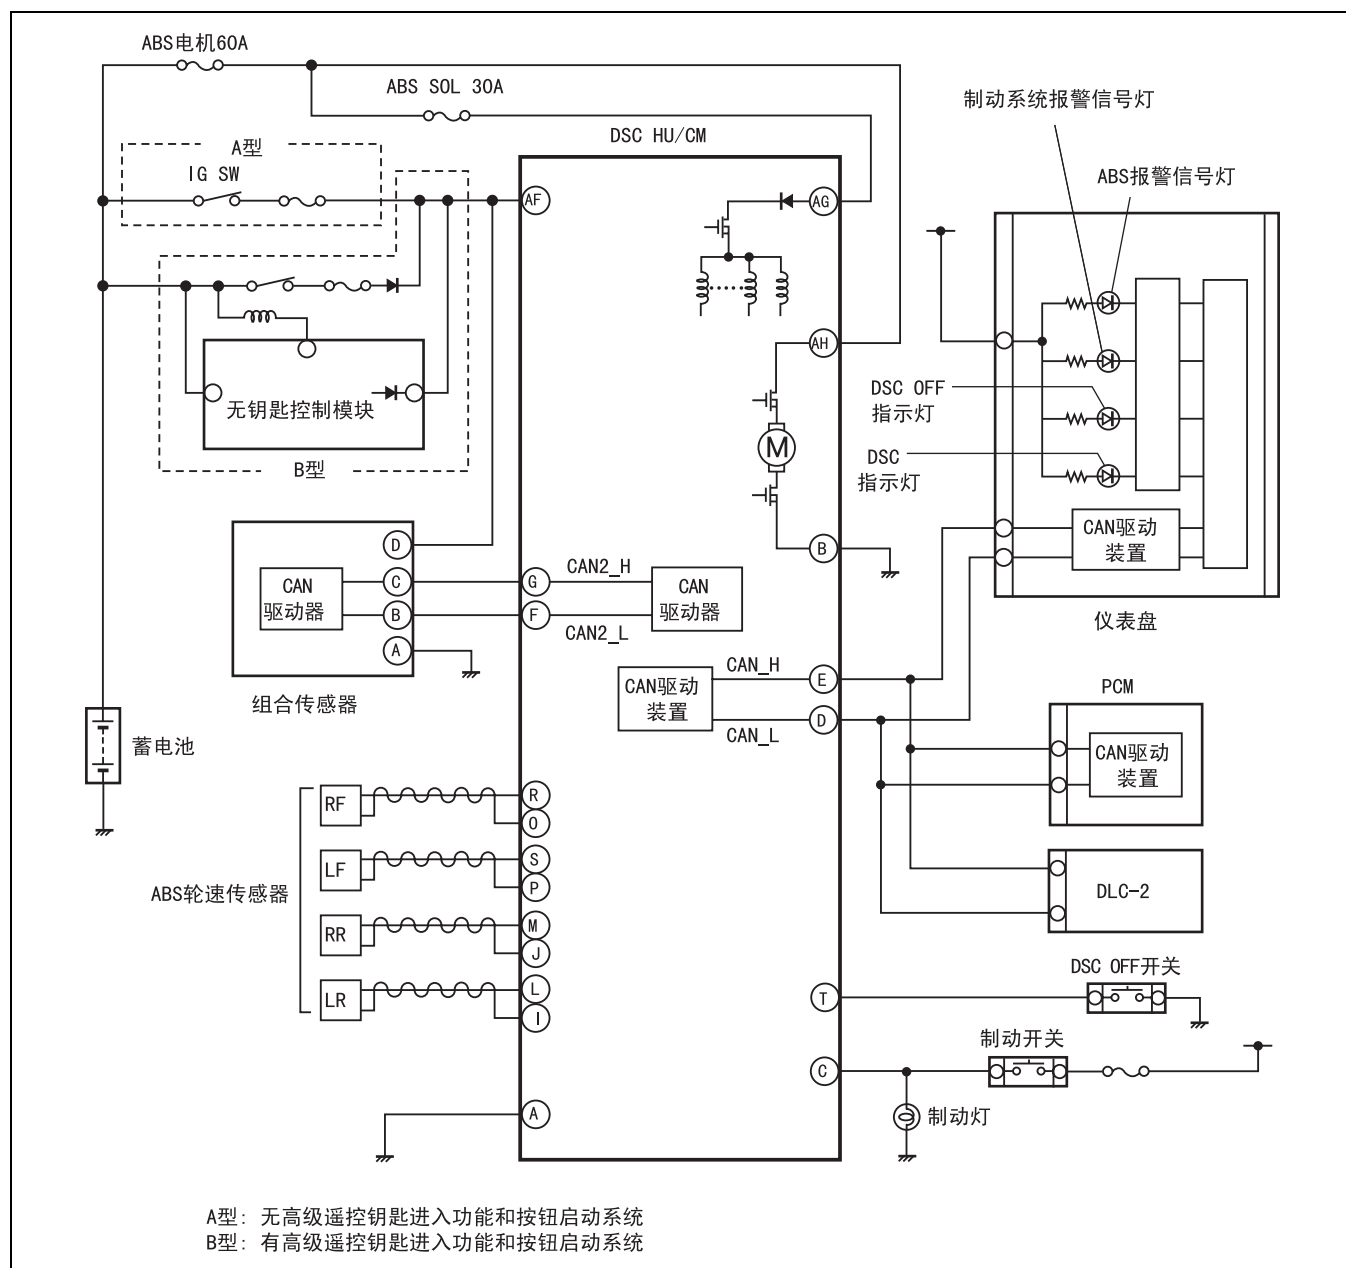 ABS电机60A
ABS SOL 30A
DSC HU/CM
制动系统报警信号灯
ABS报警信号灯
A型
IG SW
AF
AG
AH
无钥匙控制模块
B型
M
DSC OFF
指示灯
DSC
指示灯
CAN驱动
装置
仪表盘
D
C
B
A
CAN
驱动器
组合传感器
G
F
CAN2_H
CAN2_L
CAN
驱动器
B
CAN驱动
装置
CAN_H
CAN_L
E
D
PCM
CAN驱动
装置
DLC-2
蓄电池
ABS轮速传感器
RF
LF
RR
LR
R
O
S
P
M
J
L
I
T
DSC OFF开关
C
制动开关
制动灯
A
A型: 无高级遥控钥匙进入功能和按钮启动系统
B型: 有高级遥控钥匙进入功能和按钮启动系统